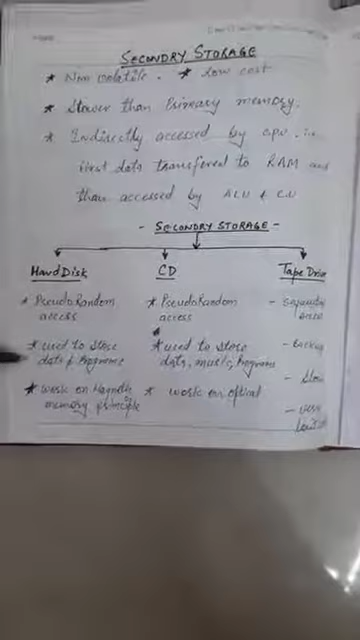 SECONDRY STORAGE
* Non volatile. * Low cost
* Slower than Primary memory.
* Indirectly accessed by cpu. i.e
first data transferred to RAM and
than accessed by ALU & CU
- SECONDRY STORAGE -
Hard Disk CD Tape Drive
* Pseudo Random access * Pseudo Random access
* used to store data & Programe * used to store data, music, Programs - Backup
* work on Magnetic memory principle * work on optical - Slow